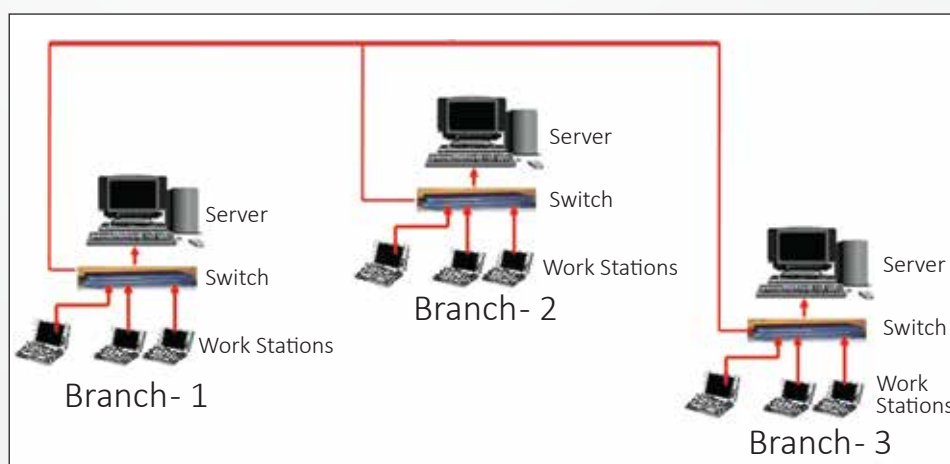 Server
Switch
Work Stations
Branch- 1
Server
Switch
Work Stations
Branch- 2
Server
Switch
Work
Stations
Branch- 3